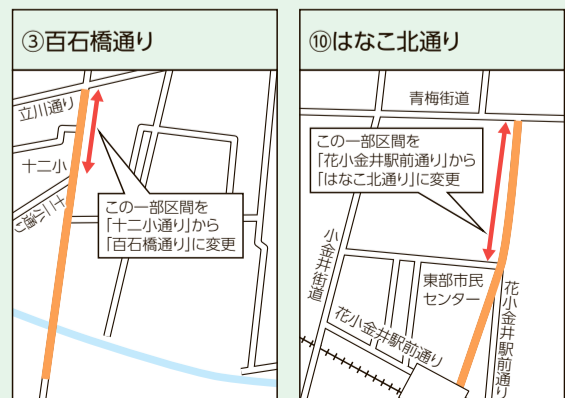 ③百石橋通り
立川通り
十二小
十二小通り
この一部区間を
「十二小通り」から
「百石橋通り」に変更
⑩はなこ北通り
青梅街道
この一部区間を
「花小金井駅前通り」から
「はなこ北通り」に変更
小金井街道
東部市民
センター
花小金井駅前通り
花小金井駅前通り